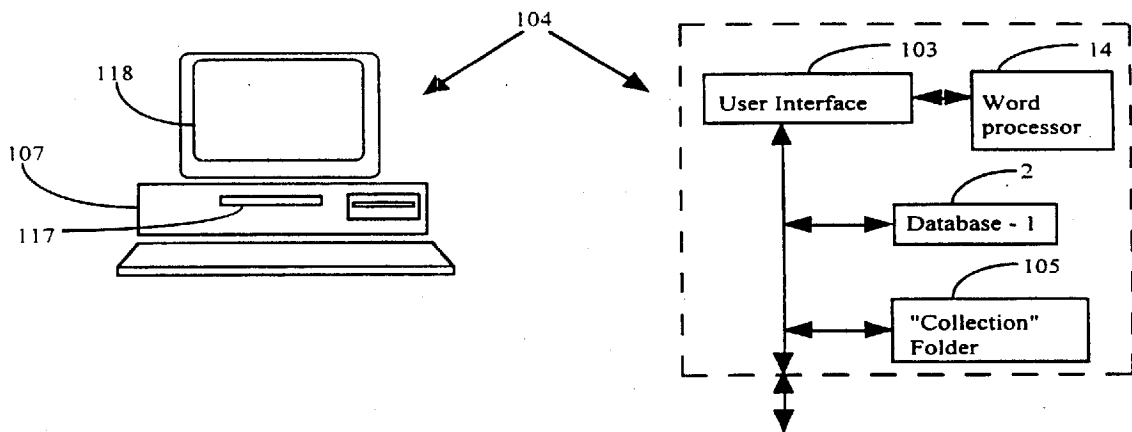 104
118
107
117
103
14
User Interface
Word
processor
2
Database - 1
105
"Collection"
Folder